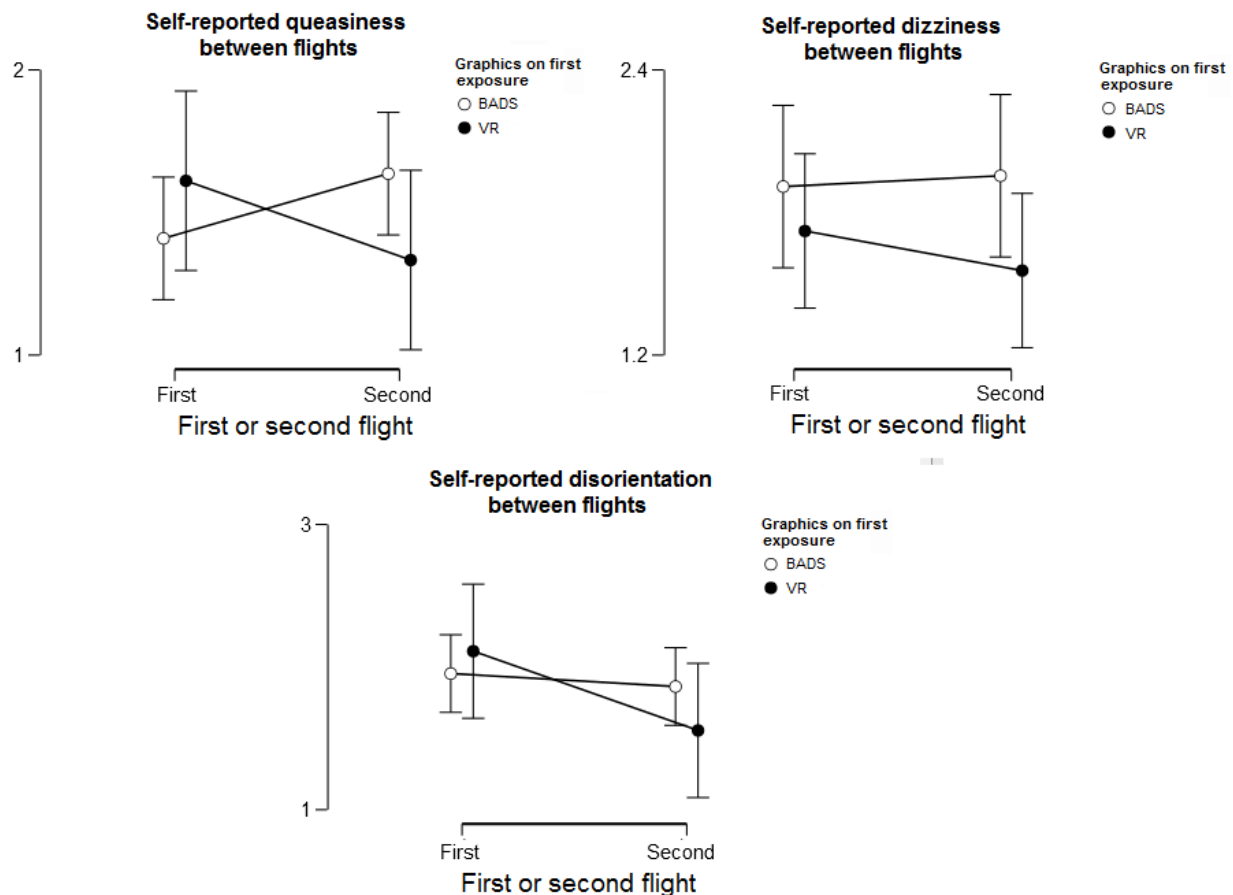 Self-reported queasiness
between flights
Graphics on first
exposure
BADS
VR
2
1
First
Second
First or second flight
Self-reported dizziness
between flights
Graphics on first
exposure
BADS
VR
2.4
1.2
First
Second
First or second flight
Self-reported disorientation
between flights
Graphics on first
exposure
BADS
VR
3
1
First
Second
First or second flight